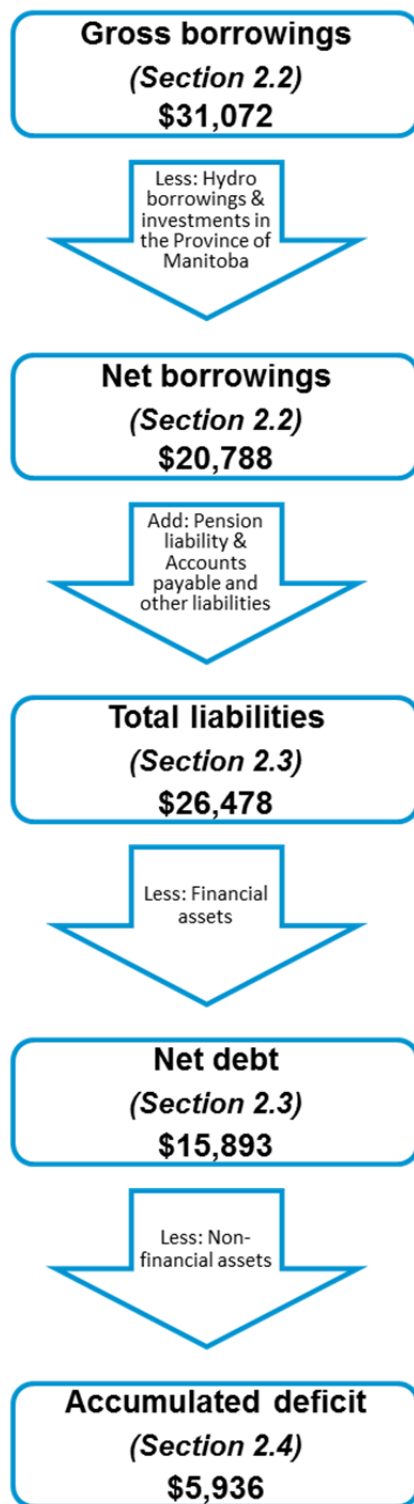 Gross borrowings
(Section 2.2)
$31,072
Less: Hydro
borrowings &
investments in
the Province of
Manitoba
Net borrowings
(Section 2.2)
$20,788
Add: Pension
liability &
Accounts
payable and
other liabilities
Total liabilities
(Section 2.3)
$26,478
Less: Financial
assets
Net debt
(Section 2.3)
$15,893
Less: Non-
financial assets
Accumulated deficit
(Section 2.4)
$5,936